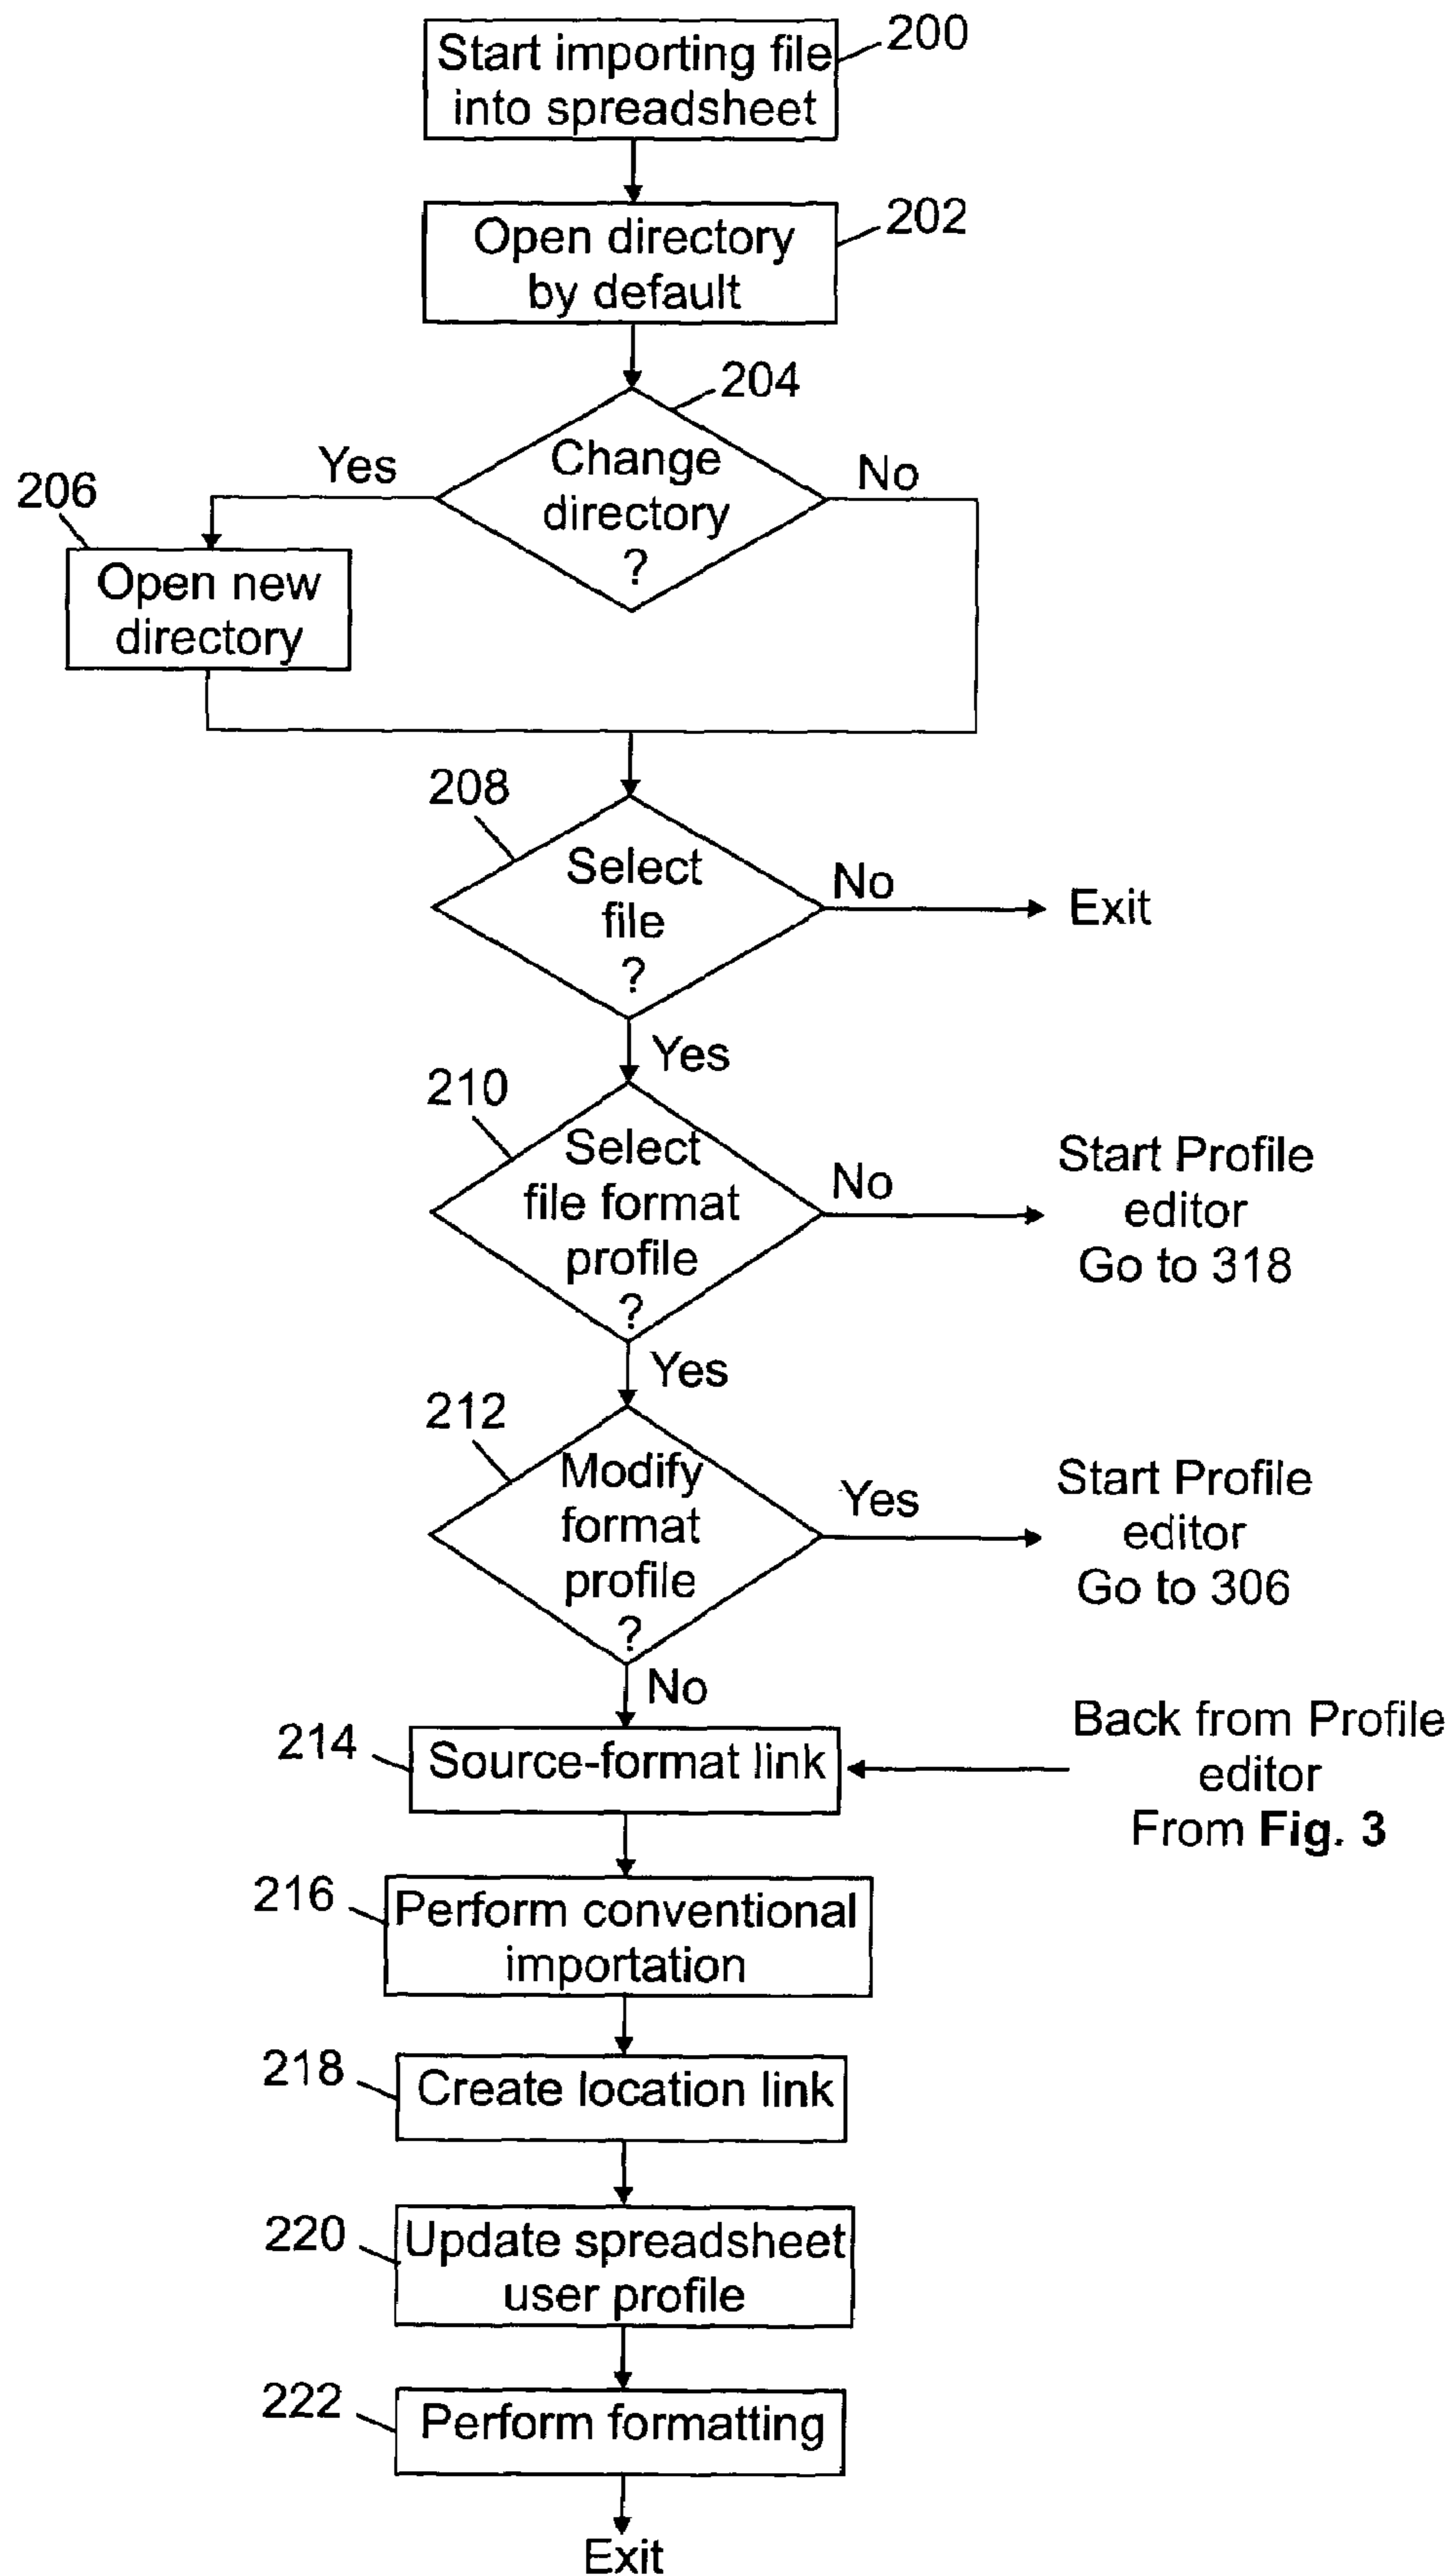 Start importing file
into spreadsheet
200
Open directory
by default
202
204
Change
directory
?
Yes
No
206
Open new
directory
208
Select
file
?
No
Exit
Yes
210
Select
file format
profile
?
No
Start Profile
editor
Go to 318
Yes
212
Modify
format
profile
?
Yes
Start Profile
editor
Go to 306
No
214
Source-format link
Back from Profile
editor
From Fig. 3
216
Perform conventional
importation
218
Create location link
220
Update spreadsheet
user profile
222
Perform formatting
Exit